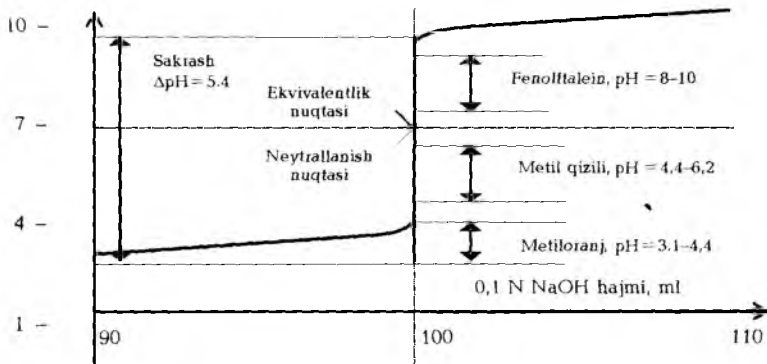 10 –
Sakrash
ΔpH = 5.4
Fenolftalein, pH = 8–10
Ekvivalentlik
nuqtasi
7 –
Neytrallanish
nuqtasi
Metil qizili, pH = 4,4–6,2
4 –
Metiloranj, pH = 3.1–4,4
0,1 N NaOH hajmi, ml
1 –
90
100
110